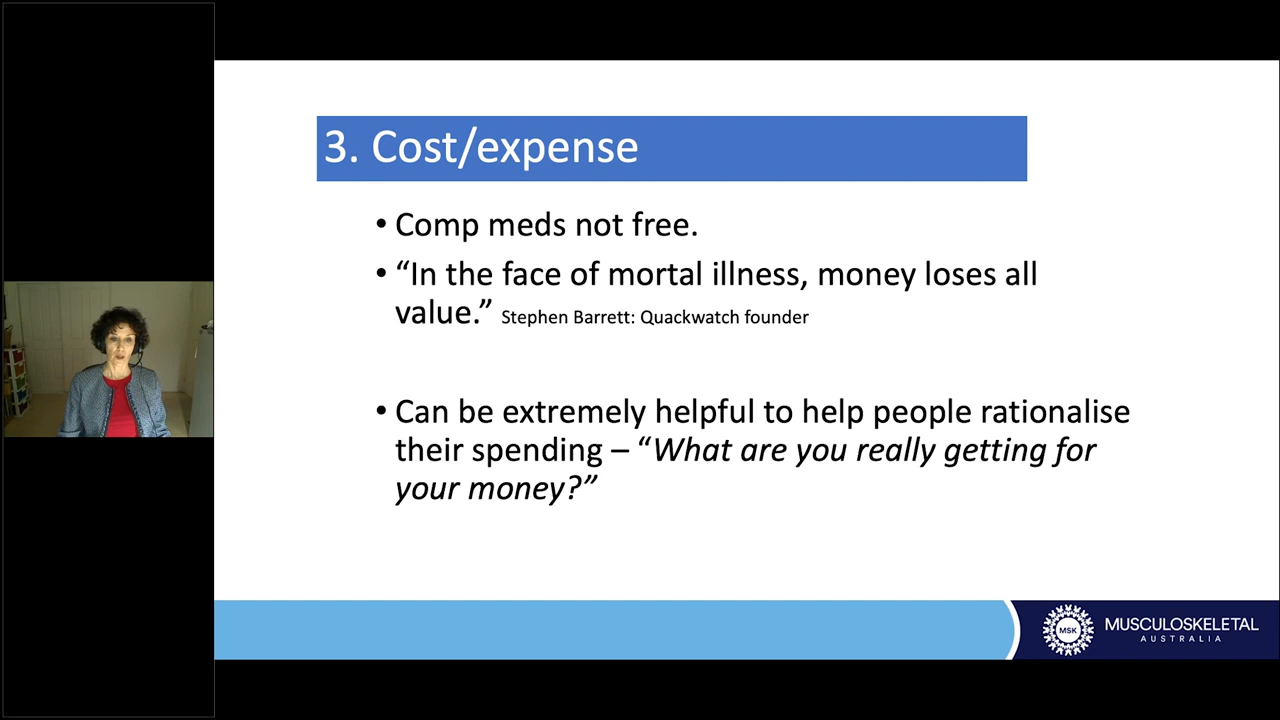 3. Cost/expense
• Comp meds not free.
• “In the face of mortal illness, money loses all
value.” Stephen Barrett: Quackwatch founder
• Can be extremely helpful to help people rationalise
their spending – “What are you really getting for
your money?”
MSK
MUSCULOSKELETAL
AUSTRALIA